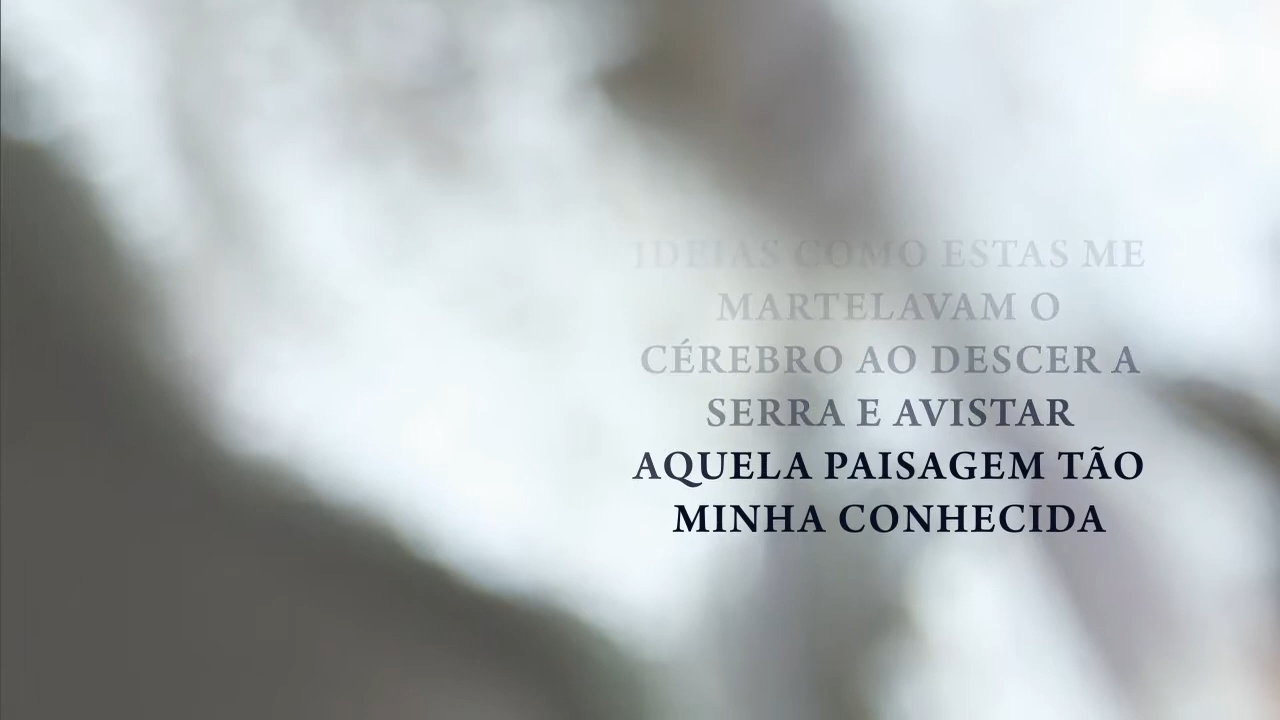 IDEIAS COMO ESTAS ME
MARTELAVAM O
CÉREBRO AO DESCER A
SERRA E AVISTAR
AQUELA PAISAGEM TÃO
MINHA CONHECIDA